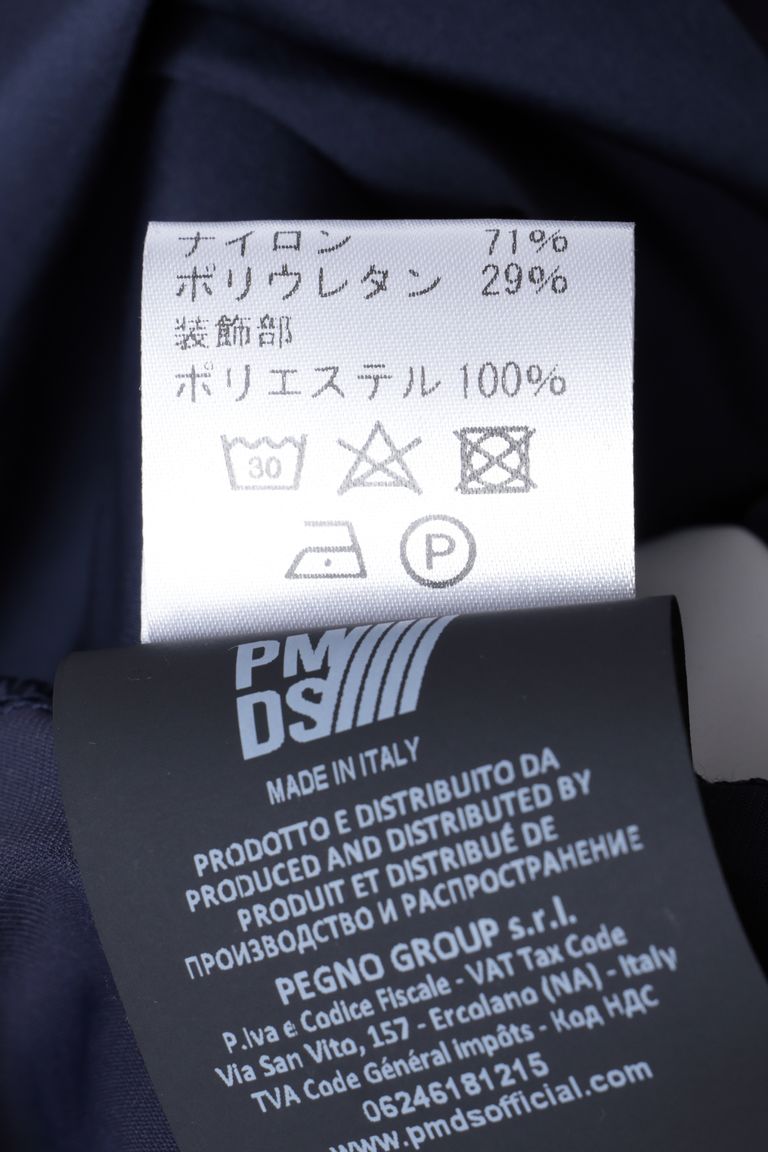 ナイロン 71%
ポリウレタン 29%
装飾部
ポリエステル 100%
30
P
PM
DS
MADE IN ITALY
PRODOTTO E DISTRIBUITO DA
PRODUCED AND DISTRIBUTED BY
PRODUIT ET DISTRIBUÉ DE
ПРОИЗВОДСТВО И РАСПРОСТРАНЕНИЕ
PEGNO GROUP s.r.l.
P.Iva e Codice Fiscale - VAT Tax Code
Via San Vito, 157 - Ercolano (NA) - Italy
TVA Code Général impôts - Код НДС
06246181215
www.pmdsofficial.com